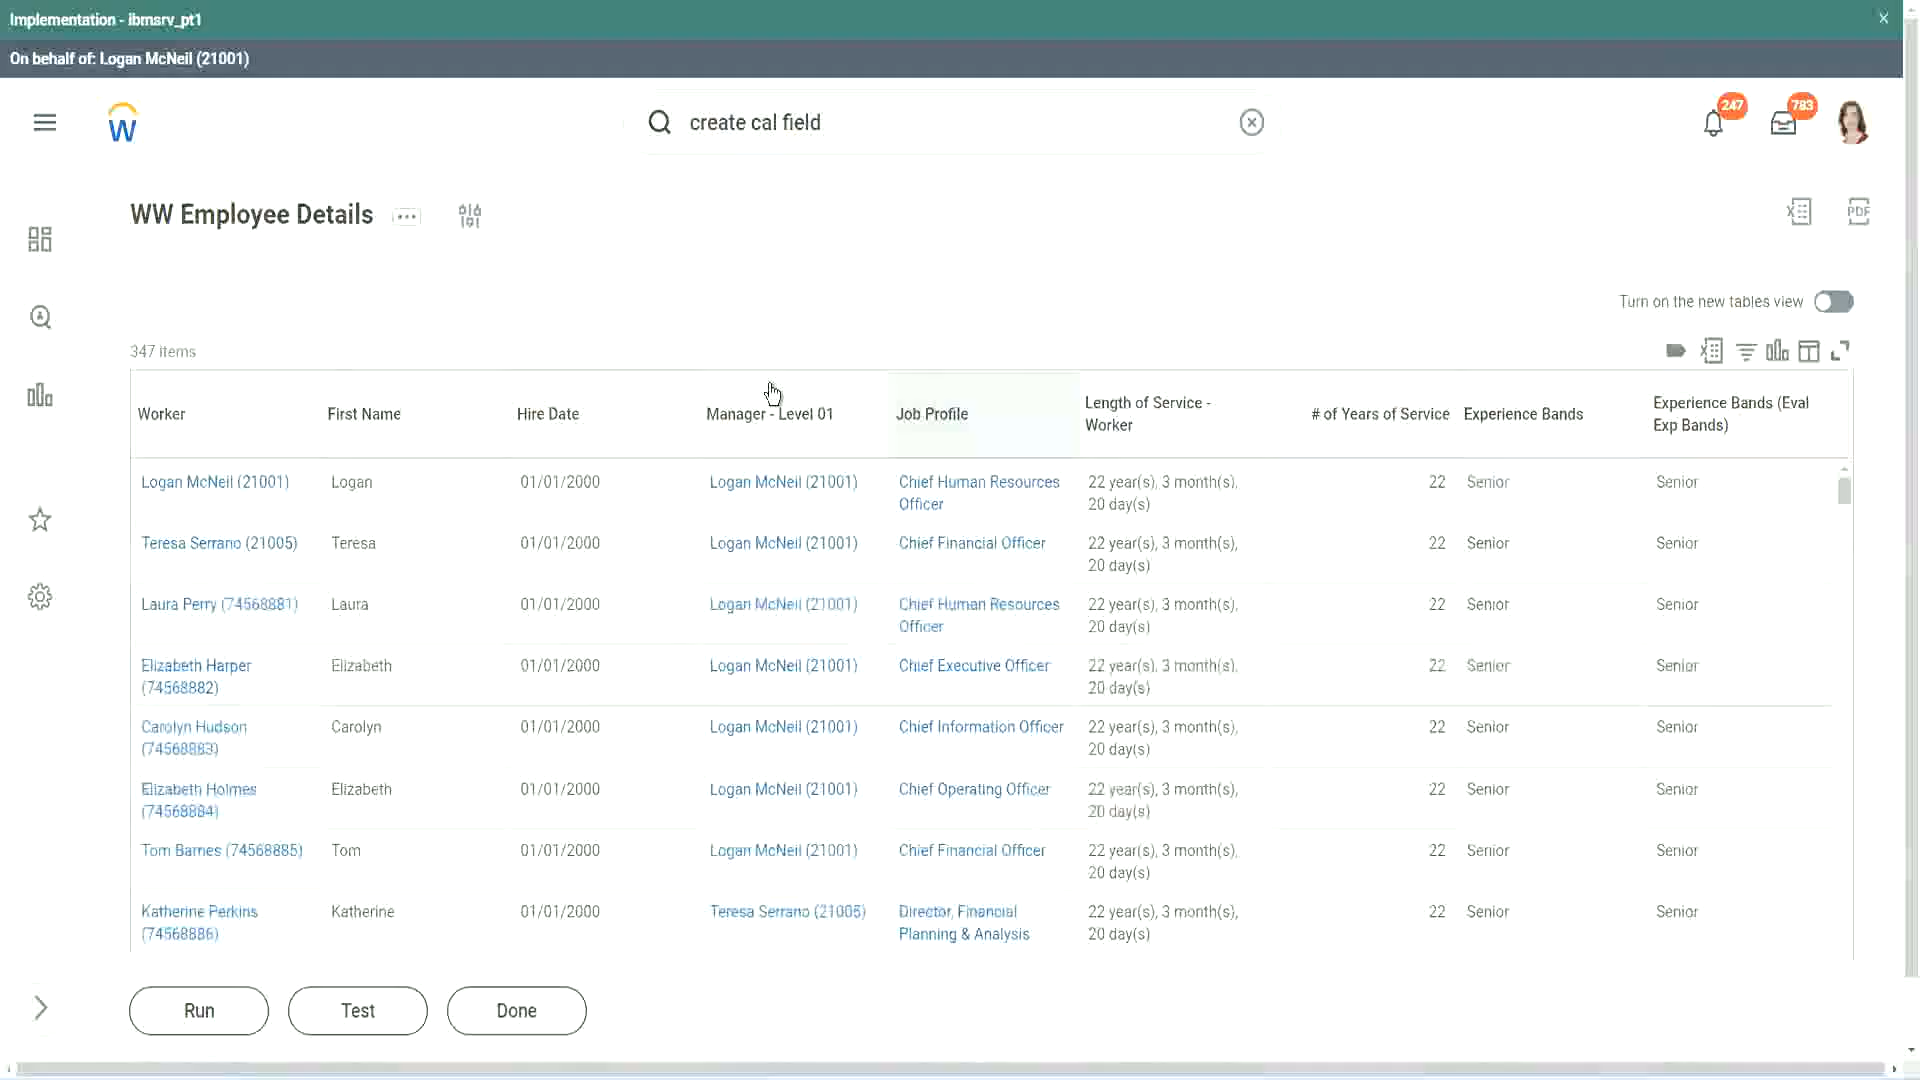 Implementation - ibmsrv_pt1
On behalf of: Logan McNeil (21001)
W
create cal field
247
783
WW Employee Details
PDF
Turn on the new tables view
347 items
Worker
First Name
Hire Date
Manager - Level 01
Job Profile
Length of Service -
Worker
# of Years of Service
Experience Bands
Experience Bands (Eval
Exp Bands)
Logan McNeil (21001)
Logan
01/01/2000
Logan McNeil (21001)
Chief Human Resources
Officer
22 year(s), 3 month(s),
20 day(s)
22
Senior
Senior
Teresa Serrano (21005)
Teresa
01/01/2000
Logan McNeil (21001)
Chief Financial Officer
22 year(s), 3 month(s),
20 day(s)
22
Senior
Senior
Laura Perry (74568881)
Laura
01/01/2000
Logan McNeil (21001)
Chief Human Resources
Officer
22 year(s), 3 month(s),
20 day(s)
22
Senior
Senior
Elizabeth Harper
(74568882)
Elizabeth
01/01/2000
Logan McNeil (21001)
Chief Executive Officer
22 year(s), 3 month(s),
20 day(s)
22
Senior
Senior
Carolyn Hudson
(74568883)
Carolyn
01/01/2000
Logan McNeil (21001)
Chief Information Officer
22 year(s), 3 month(s),
20 day(s)
22
Senior
Senior
Elizabeth Holmes
(74568884)
Elizabeth
01/01/2000
Logan McNeil (21001)
Chief Operating Officer
22 year(s), 3 month(s),
20 day(s)
22
Senior
Senior
Tom Barnes (74568885)
Tom
01/01/2000
Logan McNeil (21001)
Chief Financial Officer
22 year(s), 3 month(s),
20 day(s)
22
Senior
Senior
Katherine Perkins
(74568886)
Katherine
01/01/2000
Teresa Serrano (21005)
Director, Financial
Planning & Analysis
22 year(s), 3 month(s),
20 day(s)
22
Senior
Senior
Run
Test
Done